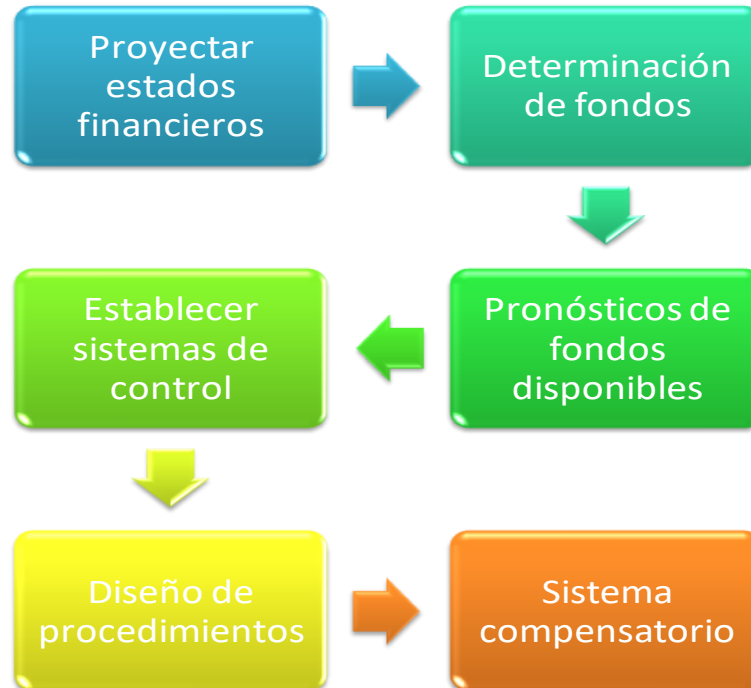 Proyectar
estados
financieros
Determinación
de fondos
Pronósticos de
fondos
disponibles
Establecer
sistemas de
control
Diseño de
procedimientos
Sistema
compensatorio